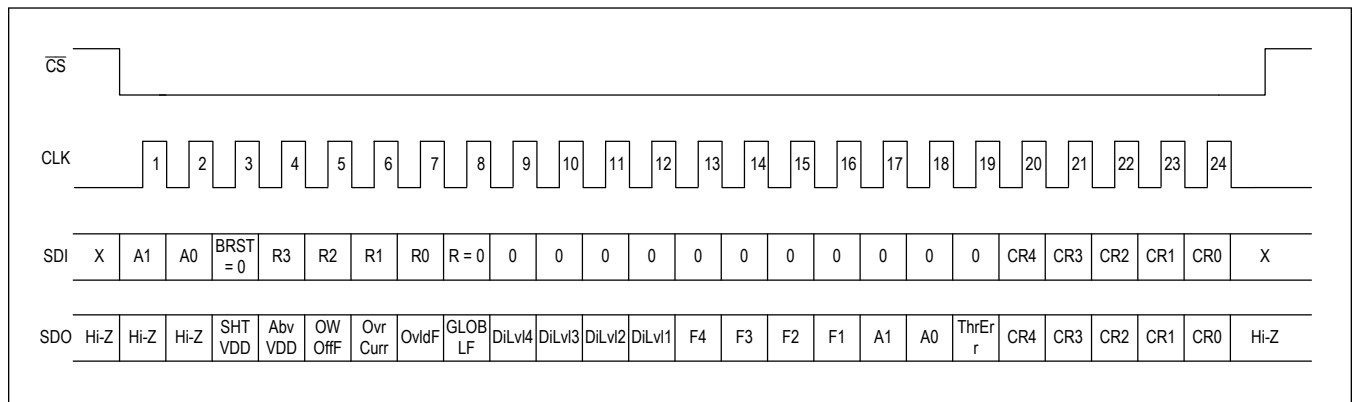 CS
CLK 1 2 3 4 5 6 7 8 9 10 11 12 13 14 15 16 17 18 19 20 21 22 23 24
SDI X A1 A0 BRST = 0 R3 R2 R1 R0 R = 0 0 0 0 0 0 0 0 0 0 0 0 CR4 CR3 CR2 CR1 CR0 X
SDO Hi-Z Hi-Z Hi-Z SHT VDD Abv VDD OW OffF Ovr Curr OvldF GLOB LF DiLvl4 DiLvl3 DiLvl2 DiLvl1 F4 F3 F2 F1 A1 A0 ThrEr r CR4 CR3 CR2 CR1 CR0 Hi-Z